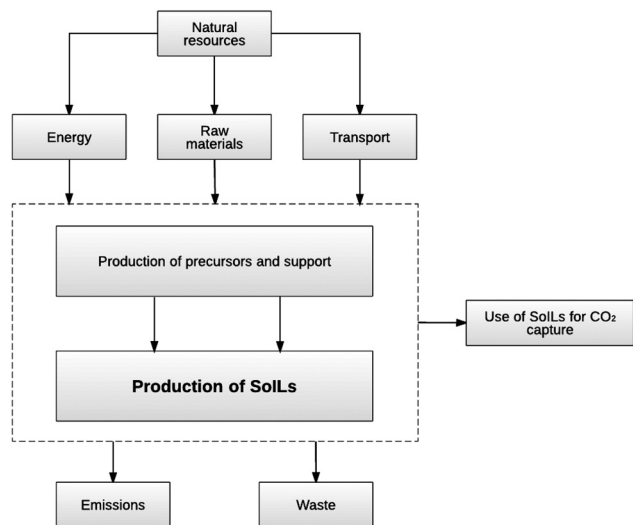 Natural
resources
Energy
Raw
materials
Transport
Production of precursors and support
Production of SoILs
Use of SoILs for CO₂
capture
Emissions
Waste